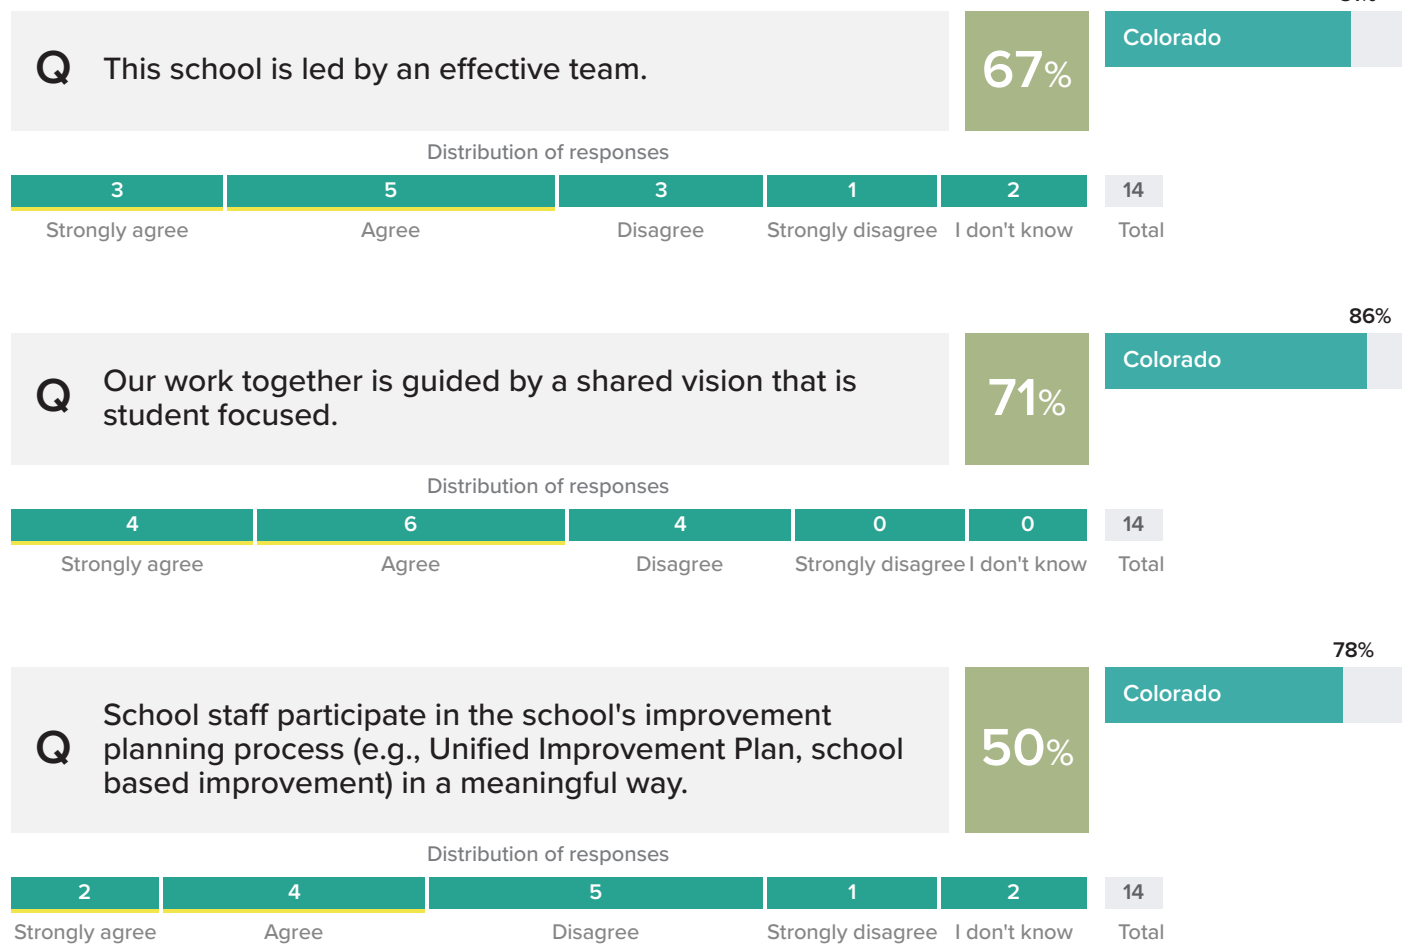 Colorado
Q This school is led by an effective team.
67%
Distribution of responses
3 5 3 1 2 14
Strongly agree Agree Disagree Strongly disagree I don't know Total
86%
Colorado
Q Our work together is guided by a shared vision that is
student focused.
71%
Distribution of responses
4 6 4 0 0 14
Strongly agree Agree Disagree Strongly disagree I don't know Total
78%
Colorado
Q School staff participate in the school's improvement
planning process (e.g., Unified Improvement Plan, school
based improvement) in a meaningful way.
50%
Distribution of responses
2 4 5 1 2 14
Strongly agree Agree Disagree Strongly disagree I don't know Total